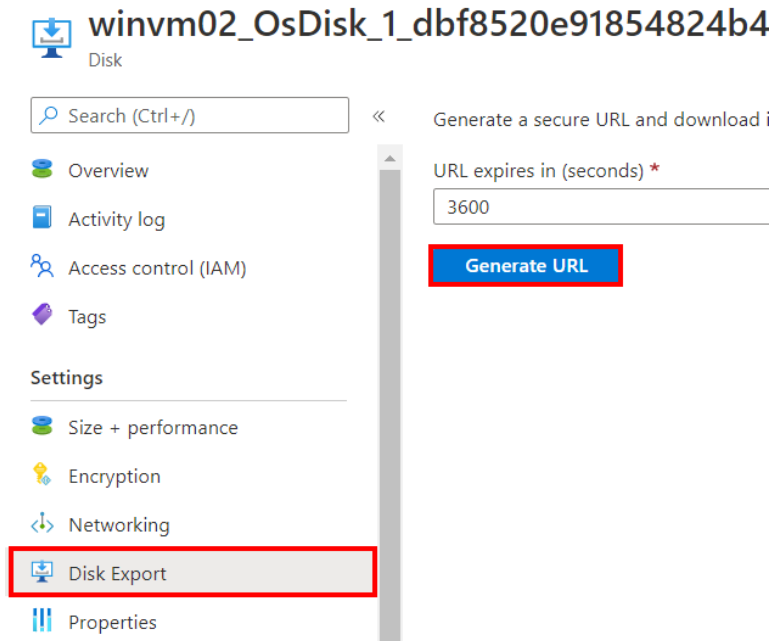 winvm02_OsDisk_1_dbf8520e91854824b4
Disk
Search (Ctrl+/)
«
Overview
Activity log
Access control (IAM)
Tags
Settings
Size + performance
Encryption
Networking
Disk Export
Properties
Generate a secure URL and download i
URL expires in (seconds) *
3600
Generate URL